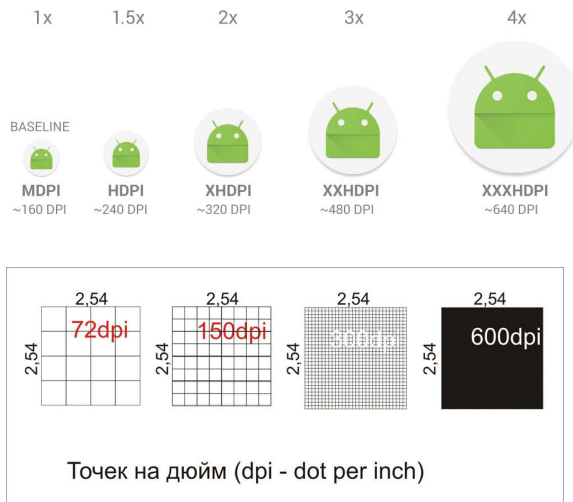 1x 1.5x 2x 3x 4x
BASELINE
MDPI HDPI XHDPI XXHDPI XXXHDPI
~160 DPI ~240 DPI ~320 DPI ~480 DPI ~640 DPI
2,54 2,54 2,54 2,54
72dpi 150dpi 300dpi 600dpi
2,54 2,54 2,54 2,54
Точек на дюйм (dpi - dot per inch)